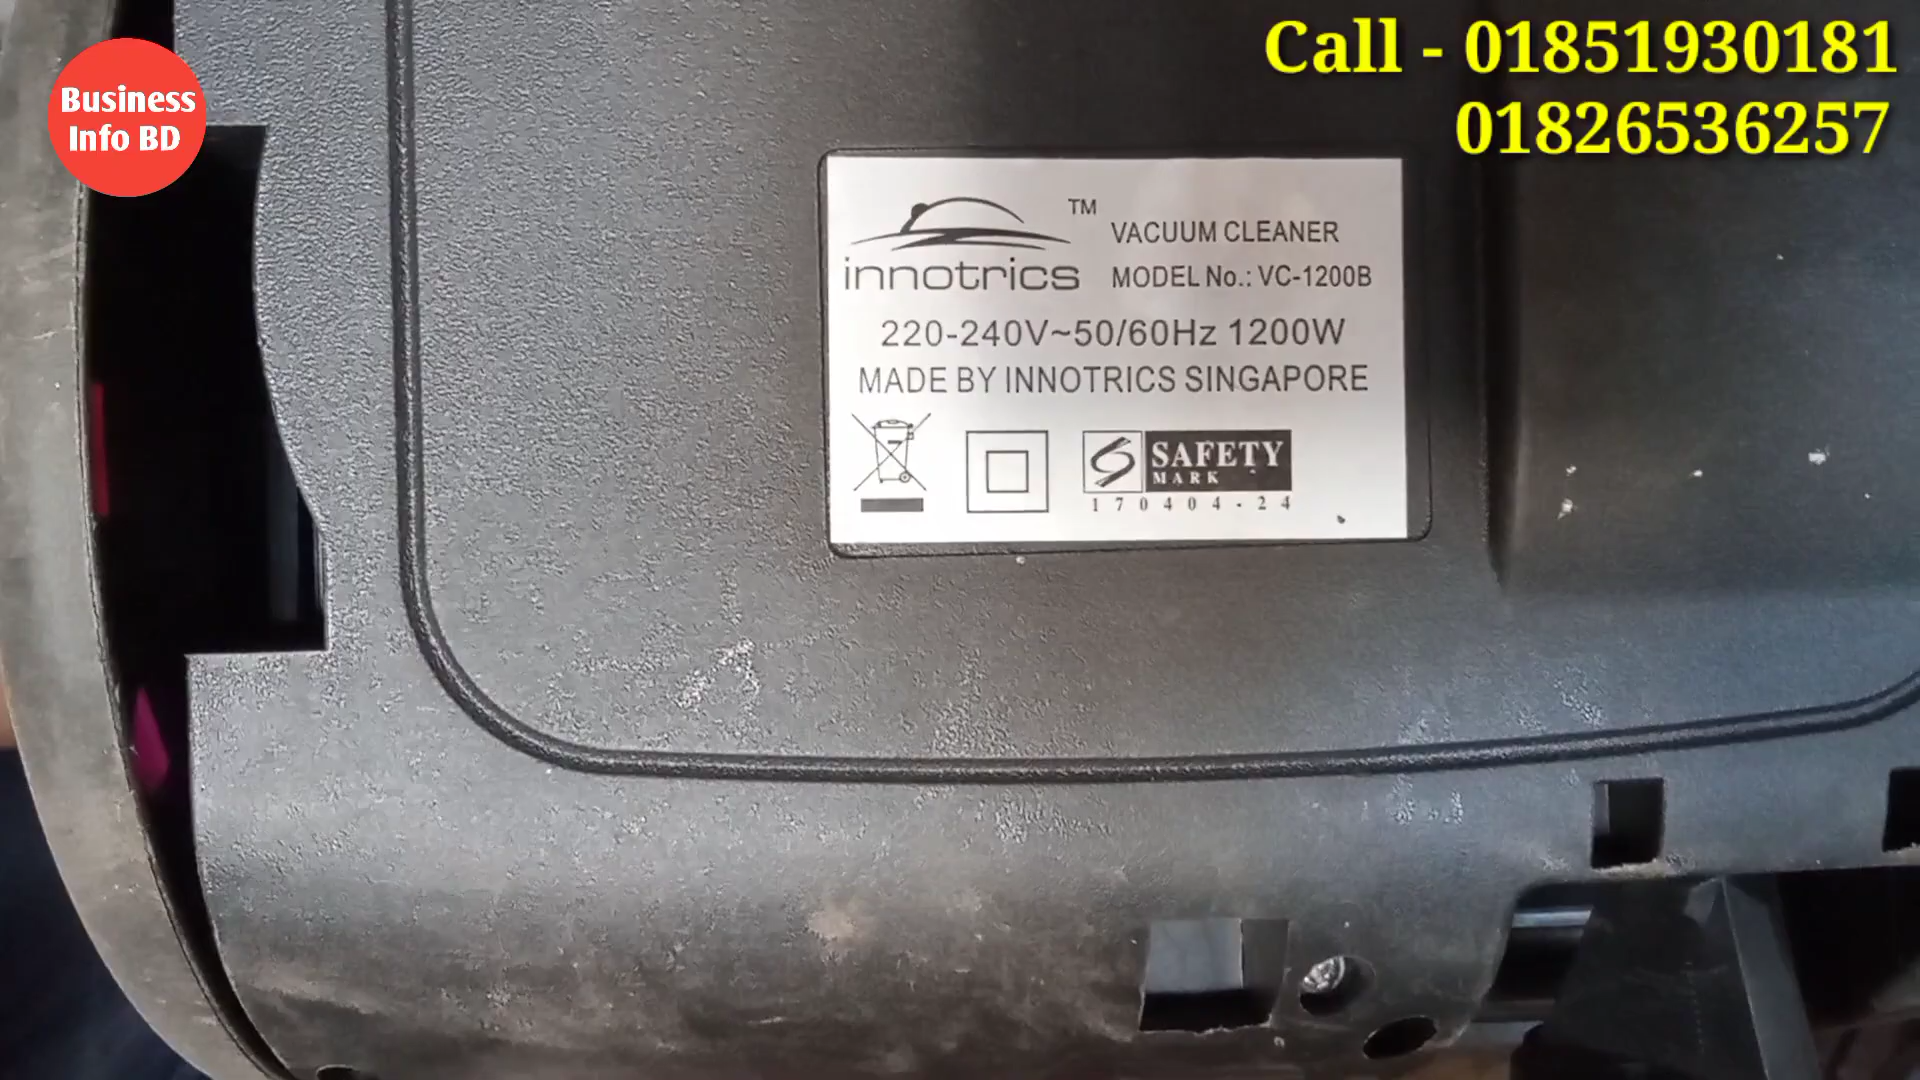 Business
Info BD
Call - 01851930181
01826536257
TM
innotrics
VACUUM CLEANER
MODEL No.: VC-1200B
220-240V~50/60Hz 1200W
MADE BY INNOTRICS SINGAPORE
SAFETY
MARK
170404-24